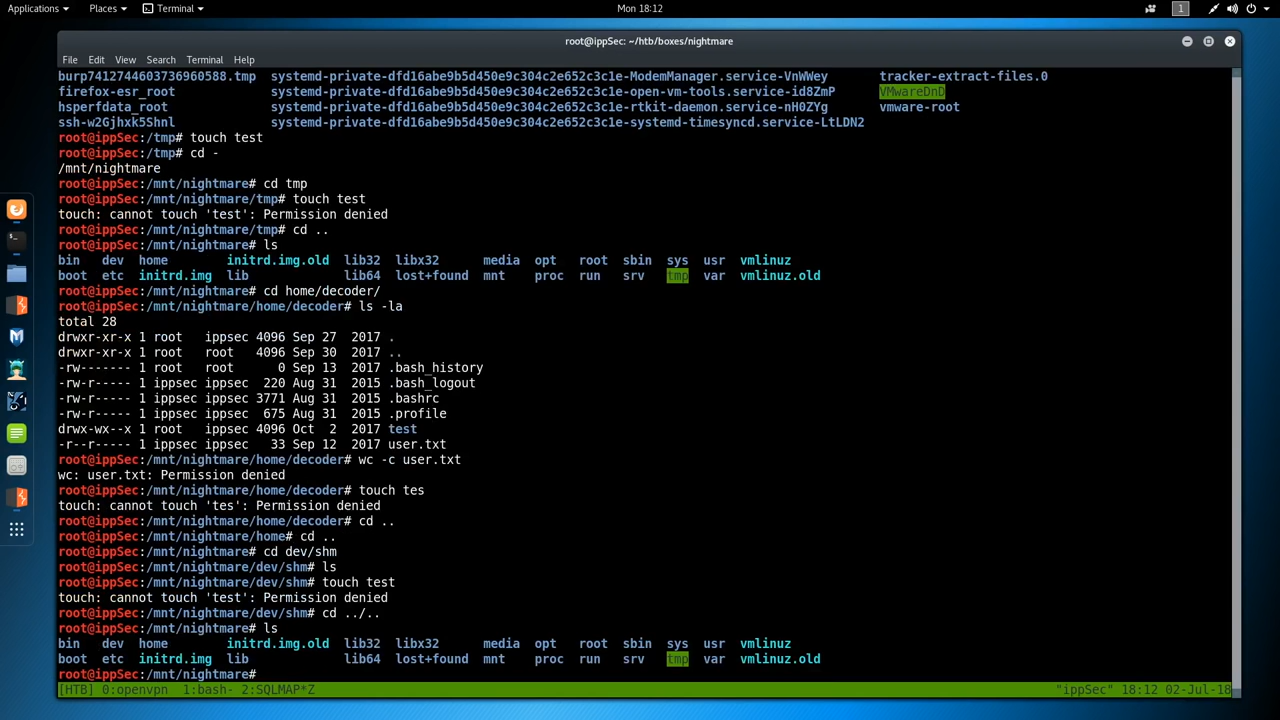 Applications Places Terminal Mon 18:12 1
root@ippSec: ~/htb/boxes/nightmare
File Edit View Search Terminal Help
burp7412744603736960588.tmp systemd-private-dfd16abe9b5d450e9c304c2e652c3c1e-ModemManager.service-VnWWey tracker-extract-files.0
firefox-esr_root systemd-private-dfd16abe9b5d450e9c304c2e652c3c1e-open-vm-tools.service-id8ZmP VMwareDnD
hsperfdata_root systemd-private-dfd16abe9b5d450e9c304c2e652c3c1e-rtkit-daemon.service-nH0ZYg vmware-root
ssh-w2Gjhxk5Shnl systemd-private-dfd16abe9b5d450e9c304c2e652c3c1e-systemd-timesyncd.service-LtLDN2
root@ippSec:/tmp# touch test
root@ippSec:/tmp# cd -
/mnt/nightmare
root@ippSec:/mnt/nightmare# cd tmp
root@ippSec:/mnt/nightmare/tmp# touch test
touch: cannot touch 'test': Permission denied
root@ippSec:/mnt/nightmare/tmp# cd ..
root@ippSec:/mnt/nightmare# ls
bin dev home initrd.img.old lib32 libx32 media opt root sbin sys usr vmlinuz
boot etc initrd.img lib lib64 lost+found mnt proc run srv tmp var vmlinuz.old
root@ippSec:/mnt/nightmare# cd home/decoder/
root@ippSec:/mnt/nightmare/home/decoder# ls -la
total 28
drwxr-xr-x 1 root ippsec 4096 Sep 27 2017 .
drwxr-xr-x 1 root root 4096 Sep 30 2017 ..
-rw------- 1 root root 0 Sep 13 2017 .bash_history
-rw-r----- 1 ippsec ippsec 220 Aug 31 2015 .bash_logout
-rw-r----- 1 ippsec ippsec 3771 Aug 31 2015 .bashrc
-rw-r----- 1 ippsec ippsec 675 Aug 31 2015 .profile
drwx-wx--x 1 root ippsec 4096 Oct 2 2017 test
-r--r----- 1 ippsec ippsec 33 Sep 12 2017 user.txt
root@ippSec:/mnt/nightmare/home/decoder# wc -c user.txt
wc: user.txt: Permission denied
root@ippSec:/mnt/nightmare/home/decoder# touch tes
touch: cannot touch 'tes': Permission denied
root@ippSec:/mnt/nightmare/home/decoder# cd ..
root@ippSec:/mnt/nightmare/home# cd ..
root@ippSec:/mnt/nightmare# cd dev/shm
root@ippSec:/mnt/nightmare/dev/shm# ls
root@ippSec:/mnt/nightmare/dev/shm# touch test
touch: cannot touch 'test': Permission denied
root@ippSec:/mnt/nightmare/dev/shm# cd ../..
root@ippSec:/mnt/nightmare# ls
bin dev home initrd.img.old lib32 libx32 media opt root sbin sys usr vmlinuz
boot etc initrd.img lib lib64 lost+found mnt proc run srv tmp var vmlinuz.old
root@ippSec:/mnt/nightmare#
[HTB] 0:openvpn 1:bash- 2:SQLMAP*Z "ippSec" 18:12 02-Jul-18